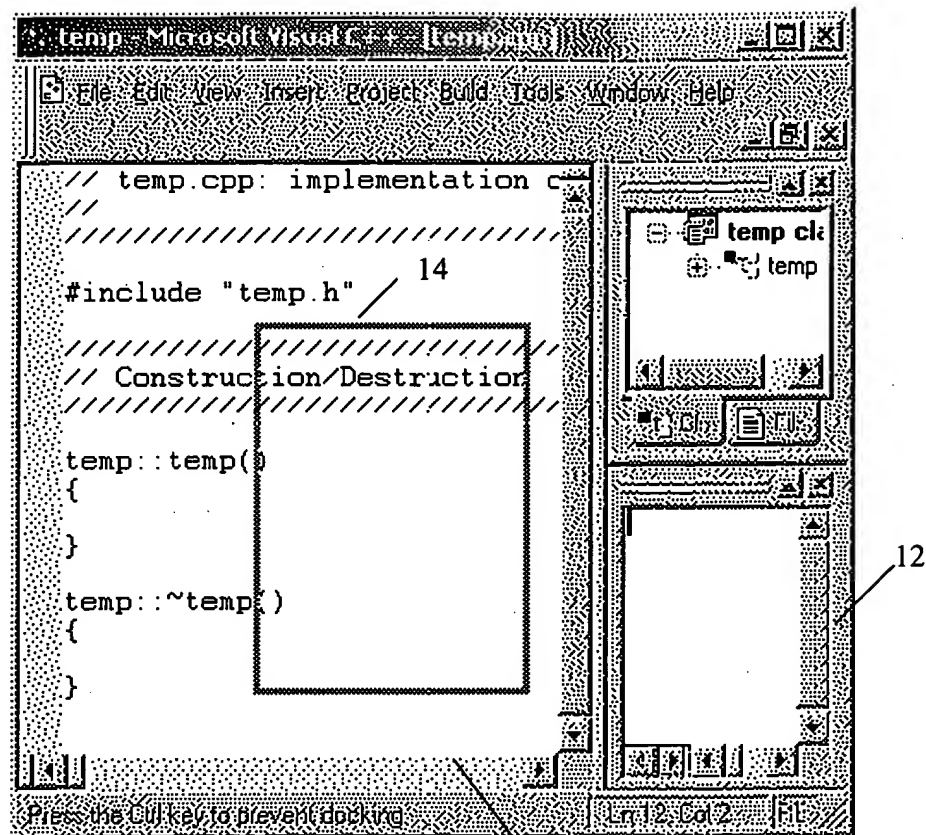 temp - Microsoft Visual C++ - [temp.cpp]
File Edit View Insert Project Build Tools Window Help
// temp.cpp: implementation
//
//////////////////////////////
#include "temp.h"
//////////////////////////////
// Construction/Destruction
//////////////////////////////
temp::temp()
{
}
temp::~temp()
{
}
14
temp cla
temp
12
Press the Ctrl key to prevent docking
Ln 12, Col 2